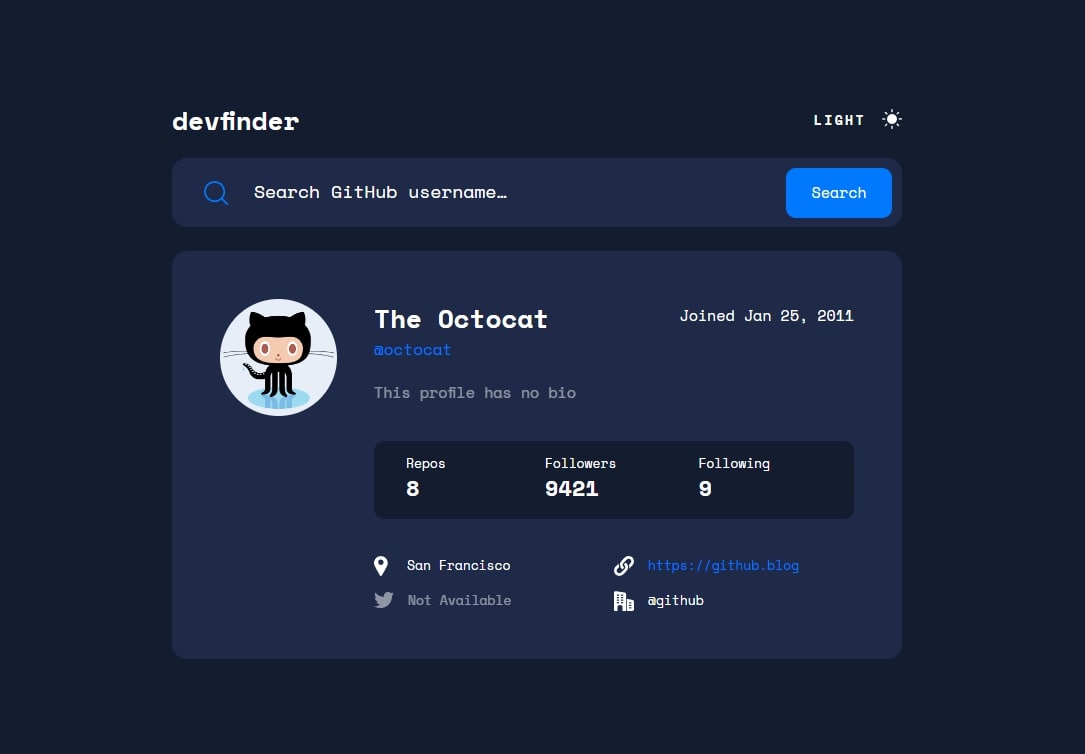 devfinder
LIGHT
Search GitHub username…
Search
The Octocat
Joined Jan 25, 2011
@octocat
This profile has no bio
Repos
Followers
Following
8
9421
9
San Francisco
https://github.blog
Not Available
@github